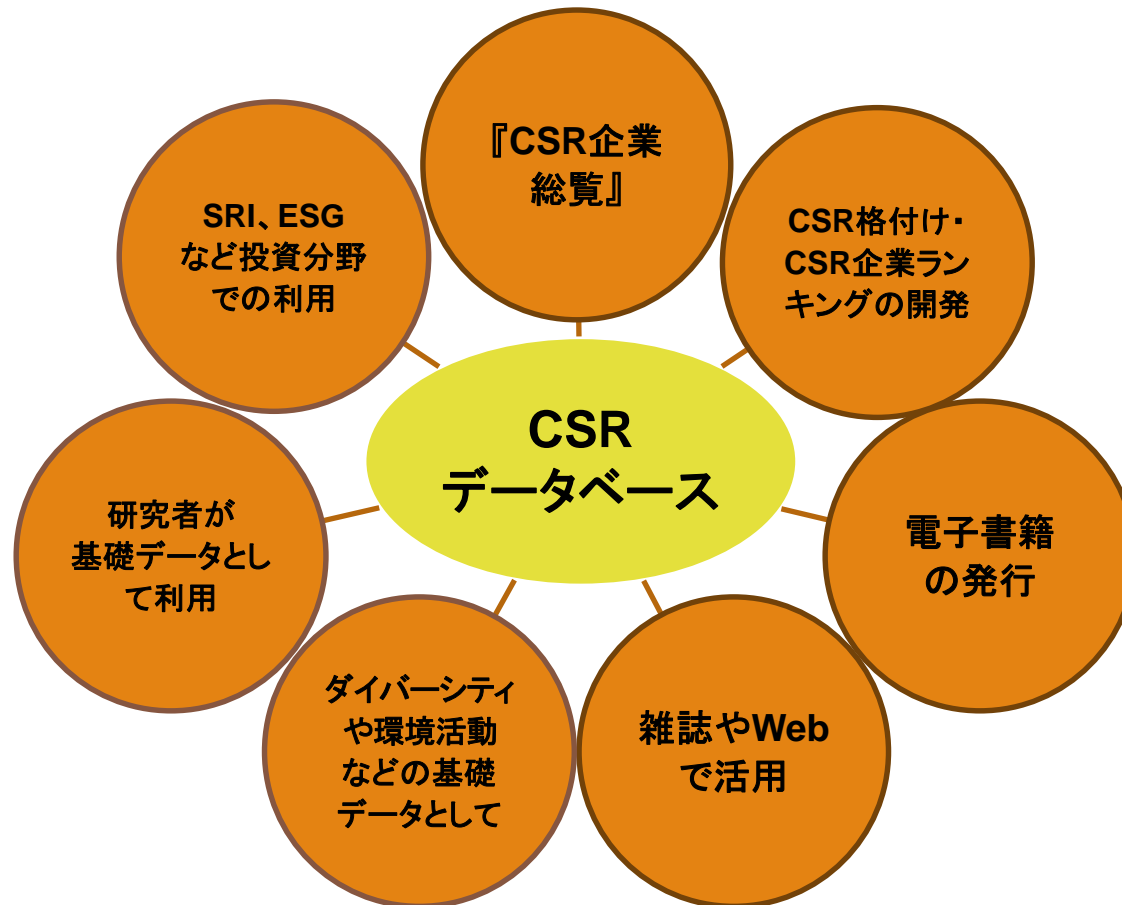 『CSR企業
総覧』
CSR格付け・
CSR企業ラン
キングの開発
電子書籍
の発行
雑誌やWeb
で活用
ダイバーシティ
や環境活動
などの基礎
データとして
研究者が
基礎データとし
て利用
SRI、ESG
など投資分野
での利用
CSR
データベース